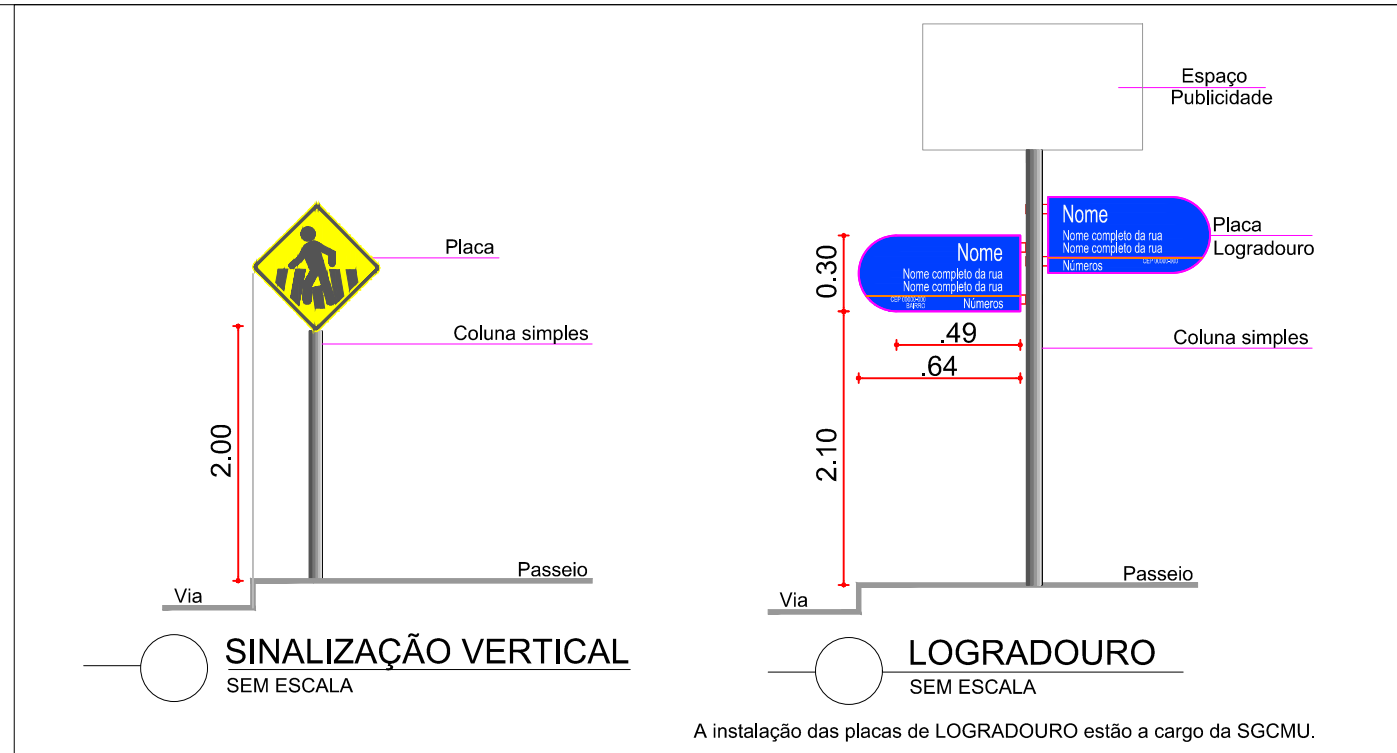 Placa
Coluna simples
2.00
Passeio
Via
SINALIZAÇÃO VERTICAL
SEM ESCALA
Espaço
Publicidade
Nome
Nome completo da rua
Nome completo da rua
Números
Placa
Logradouro
Nome
Nome completo da rua
Nome completo da rua
BAIRRO
Números
0.30
.49
.64
Coluna simples
2.10
Passeio
Via
LOGRADOURO
SEM ESCALA
A instalação das placas de LOGRADOURO estão a cargo da SGCMU.